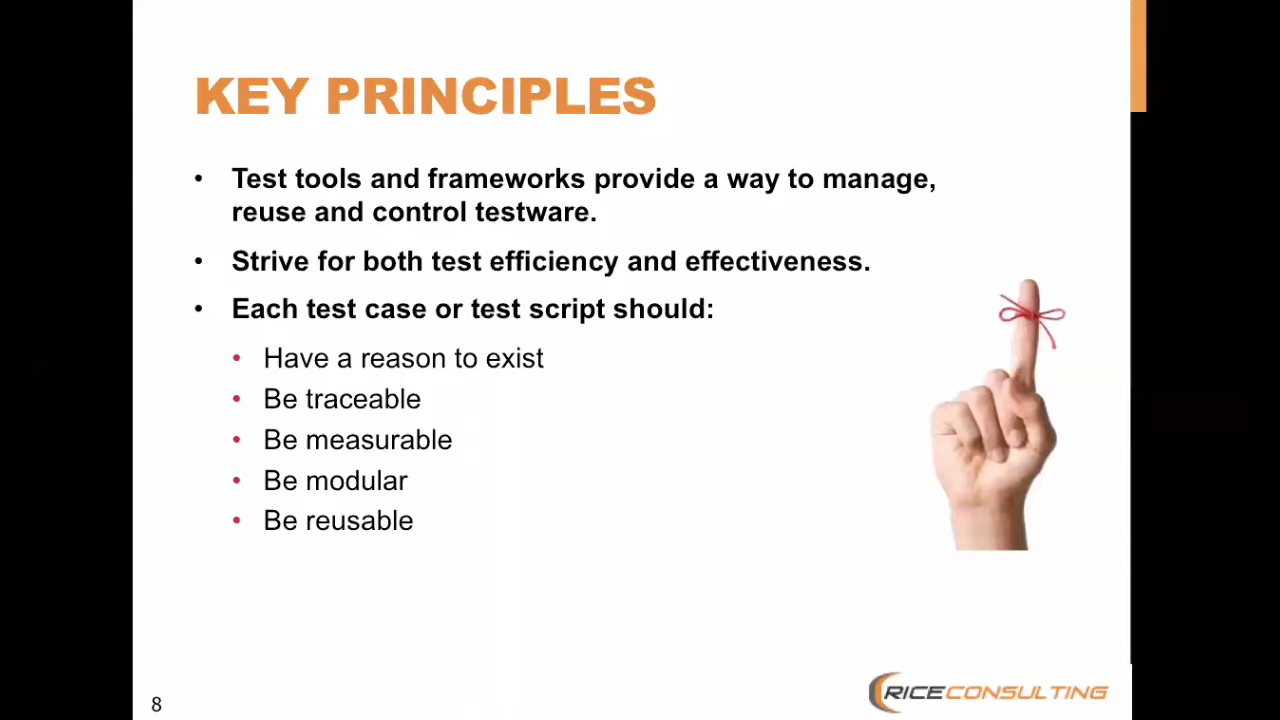 KEY PRINCIPLES
• Test tools and frameworks provide a way to manage,
reuse and control testware.
• Strive for both test efficiency and effectiveness.
• Each test case or test script should:
• Have a reason to exist
• Be traceable
• Be measurable
• Be modular
• Be reusable
8
RICECONSULTING